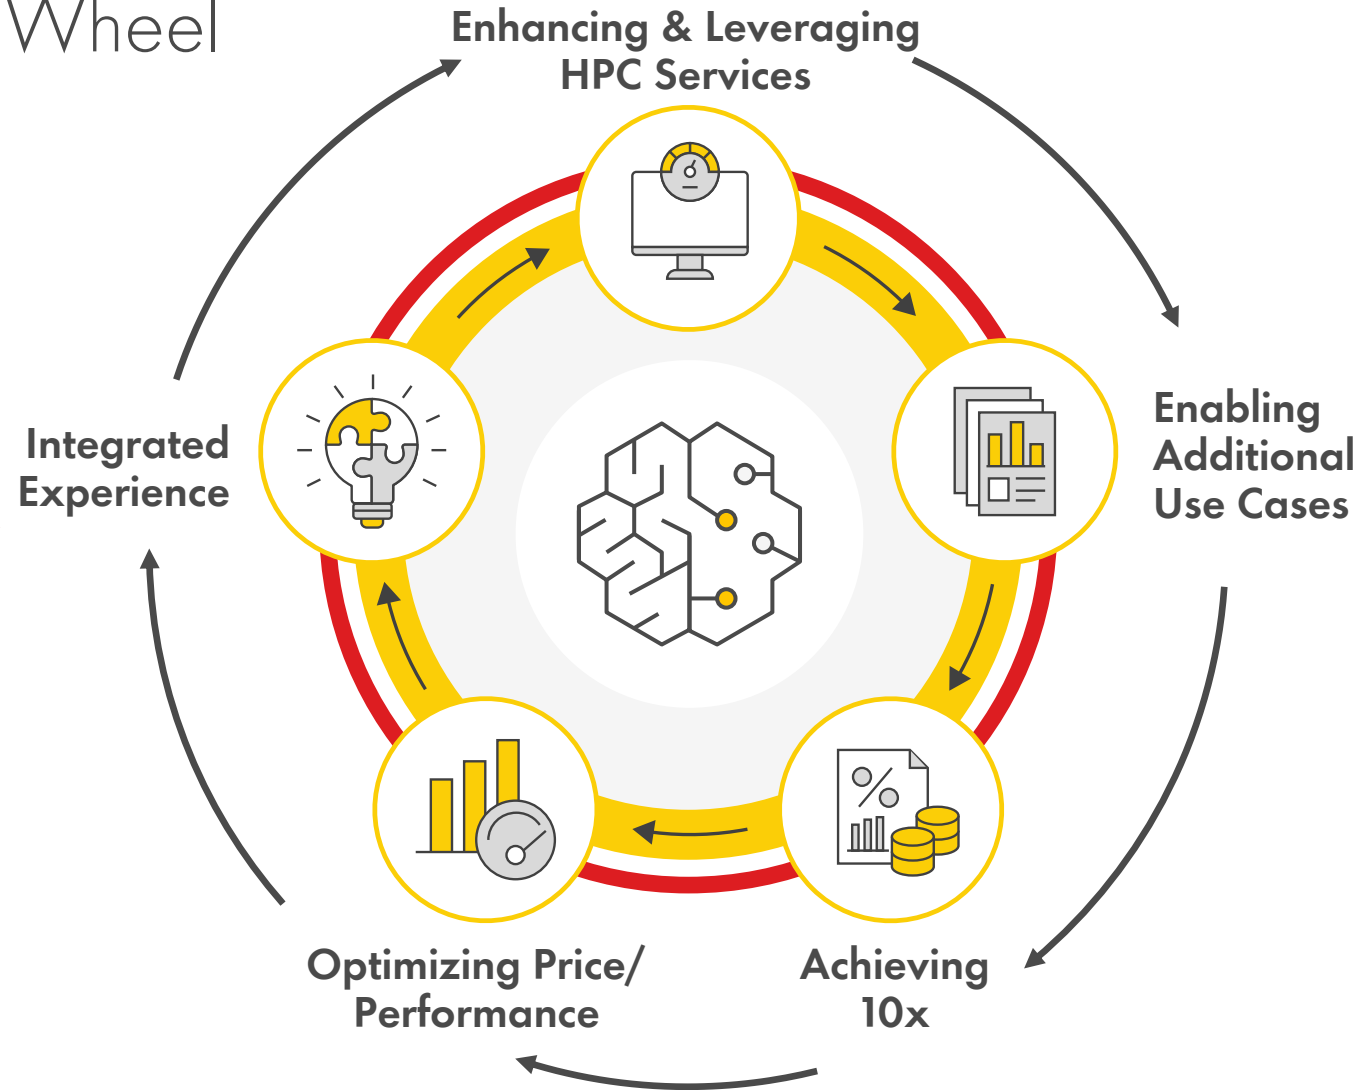 Wheel
Enhancing & Leveraging
HPC Services
Enabling
Additional
Use Cases
Achieving
10x
Optimizing Price/
Performance
Integrated
Experience